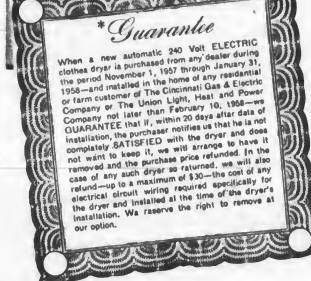 *Guarantee
When a new automatic 240 Volt ELECTRIC
clothes dryer is purchased from any dealer during
the period November 1, 1957 through January 31,
1958—and installed in the home of any residential
or farm customer of The Cincinnati Gas & Electric
Company or The Union Light, Heat and Power
Company not later than February 10, 1958—we
GUARANTEE that if, within 20 days after date of
installation, the purchaser notifies us that he is not
completely SATISFIED with the dryer and does
not want to keep it, we will arrange to have it
removed and the purchase price refunded. In the
case of any such dryer so returned, we will also
refund—up to a maximum of $30—the cost of any
electrical circuit wiring required specifically for
the dryer and installed at the time of the dryer's
installation. We reserve the right to remove at
our option.